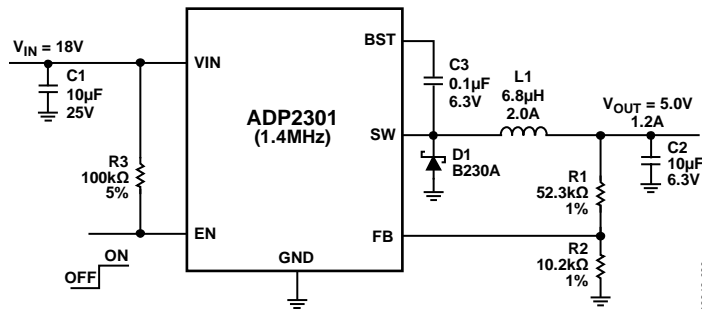 VIN = 18V
C1
10µF
25V
VIN
BST
ADP2301
(1.4MHz)
SW
C3
0.1µF
6.3V
L1
6.8µH
2.0A
VOUT = 5.0V
1.2A
D1
B230A
C2
10µF
6.3V
R3
100kΩ
5%
R1
52.3kΩ
1%
EN
FB
ON
OFF
GND
R2
10.2kΩ
1%